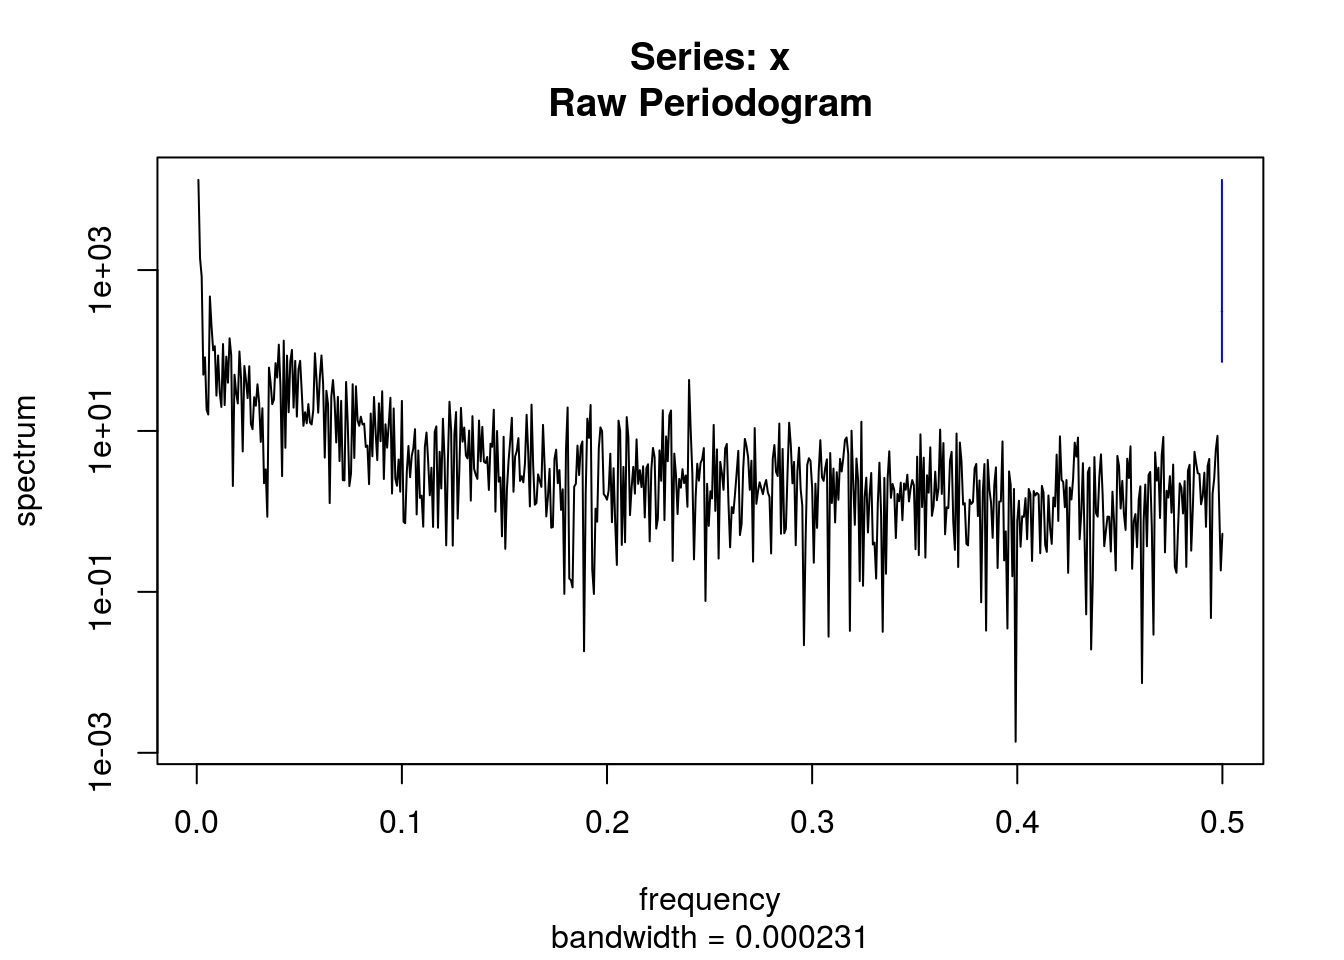 Series: x
Raw Periodogram
spectrum
1e+03
1e+01
1e-01
1e-03
0.0 0.1 0.2 0.3 0.4 0.5
frequency
bandwidth = 0.000231